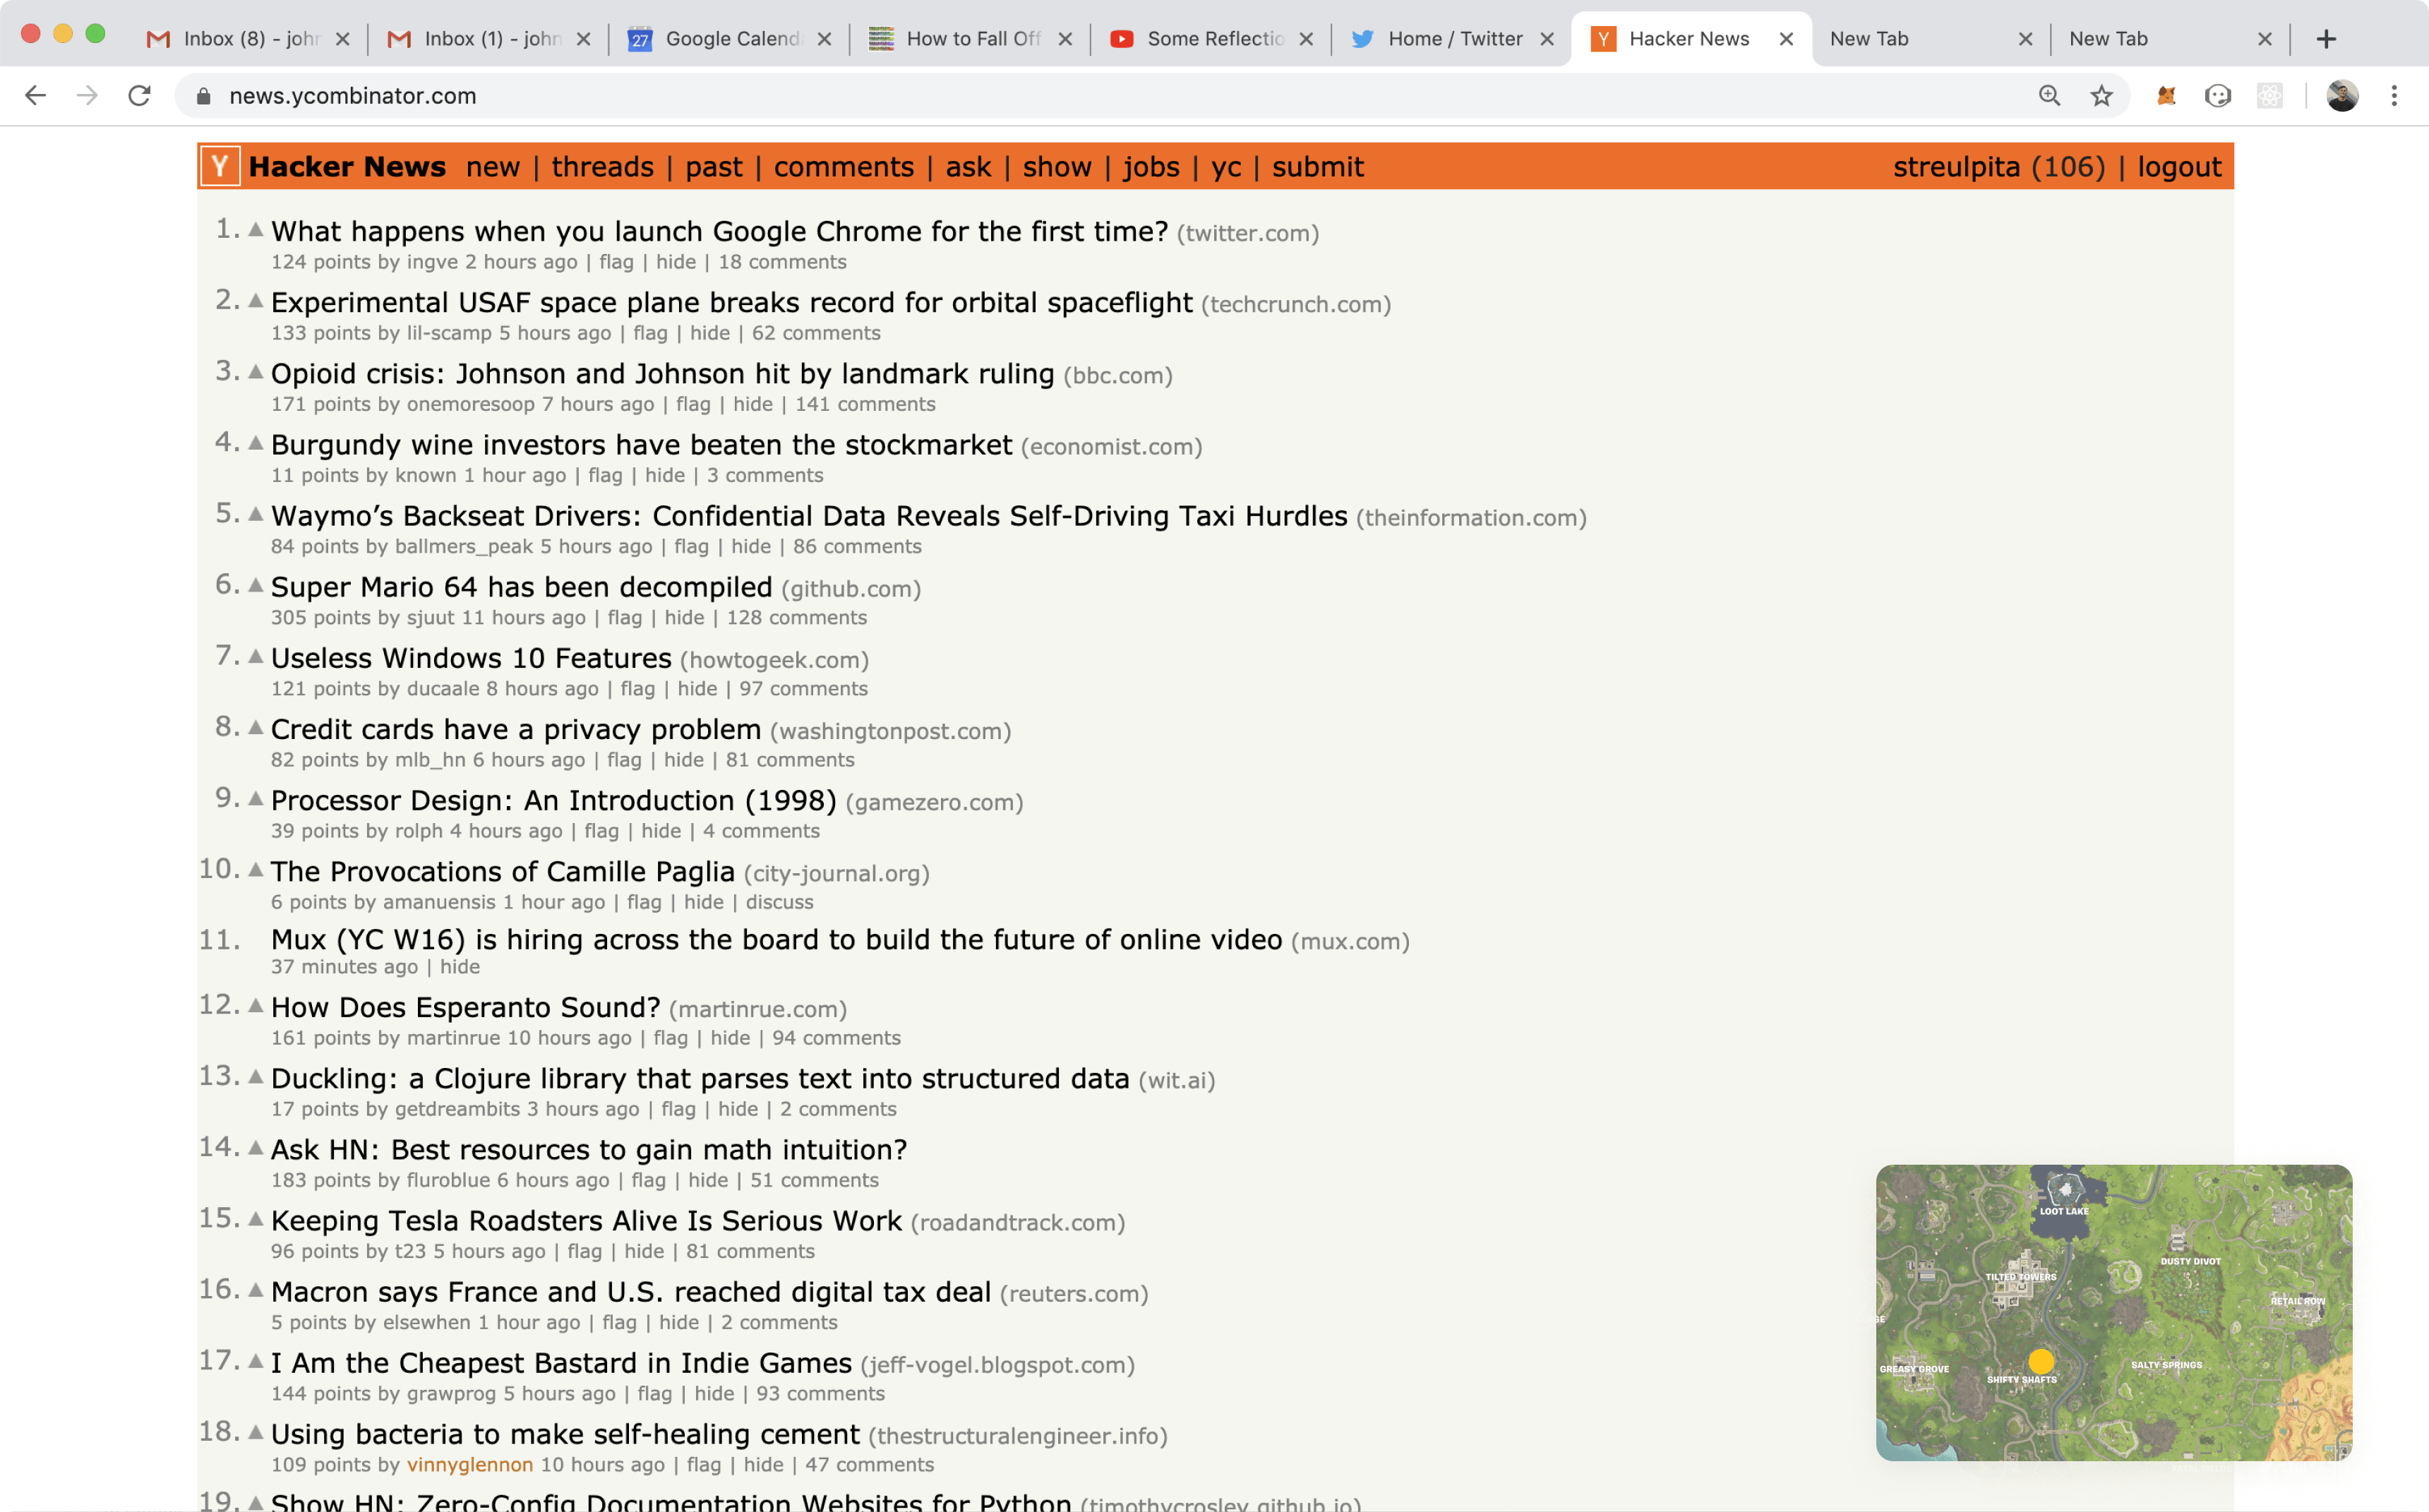 Inbox (8) - john
Inbox (1) - john
27
Google Calend
How to Fall Off
Some Reflectio
Home / Twitter
Y
Hacker News
New Tab
New Tab
news.ycombinator.com
Y Hacker News new | threads | past | comments | ask | show | jobs | yc | submit
streulpita (106) | logout
1. What happens when you launch Google Chrome for the first time? (twitter.com)
124 points by ingve 2 hours ago | flag | hide | 18 comments
2. Experimental USAF space plane breaks record for orbital spaceflight (techcrunch.com)
133 points by lil-scamp 5 hours ago | flag | hide | 62 comments
3. Opioid crisis: Johnson and Johnson hit by landmark ruling (bbc.com)
171 points by onemoresoop 7 hours ago | flag | hide | 141 comments
4. Burgundy wine investors have beaten the stockmarket (economist.com)
11 points by known 1 hour ago | flag | hide | 3 comments
5. Waymo’s Backseat Drivers: Confidential Data Reveals Self-Driving Taxi Hurdles (theinformation.com)
84 points by ballmers_peak 5 hours ago | flag | hide | 86 comments
6. Super Mario 64 has been decompiled (github.com)
305 points by sjuut 11 hours ago | flag | hide | 128 comments
7. Useless Windows 10 Features (howtogeek.com)
121 points by ducaale 8 hours ago | flag | hide | 97 comments
8. Credit cards have a privacy problem (washingtonpost.com)
82 points by mlb_hn 6 hours ago | flag | hide | 81 comments
9. Processor Design: An Introduction (1998) (gamezero.com)
39 points by rolph 4 hours ago | flag | hide | 4 comments
10. The Provocations of Camille Paglia (city-journal.org)
6 points by amanuensis 1 hour ago | flag | hide | discuss
11. Mux (YC W16) is hiring across the board to build the future of online video (mux.com)
37 minutes ago | hide
12. How Does Esperanto Sound? (martinrue.com)
161 points by martinrue 10 hours ago | flag | hide | 94 comments
13. Duckling: a Clojure library that parses text into structured data (wit.ai)
17 points by getdreambits 3 hours ago | flag | hide | 2 comments
14. Ask HN: Best resources to gain math intuition?
183 points by fluroblue 6 hours ago | flag | hide | 51 comments
15. Keeping Tesla Roadsters Alive Is Serious Work (roadandtrack.com)
96 points by t23 5 hours ago | flag | hide | 81 comments
16. Macron says France and U.S. reached digital tax deal (reuters.com)
5 points by elsewhen 1 hour ago | flag | hide | 2 comments
17. I Am the Cheapest Bastard in Indie Games (jeff-vogel.blogspot.com)
144 points by grawprog 5 hours ago | flag | hide | 93 comments
18. Using bacteria to make self-healing cement (thestructuralengineer.info)
109 points by vinnyglennon 10 hours ago | flag | hide | 47 comments
19. Show HN: Zero-Config Documentation Websites for Python (timothycrosley.github.io)
LOOT LAKE
DUSTY DIVOT
TILTED TOWERS
RETAIL ROW
GE
SALTY SPRINGS
GREASY GROVE
SHIFTY SHAFTS